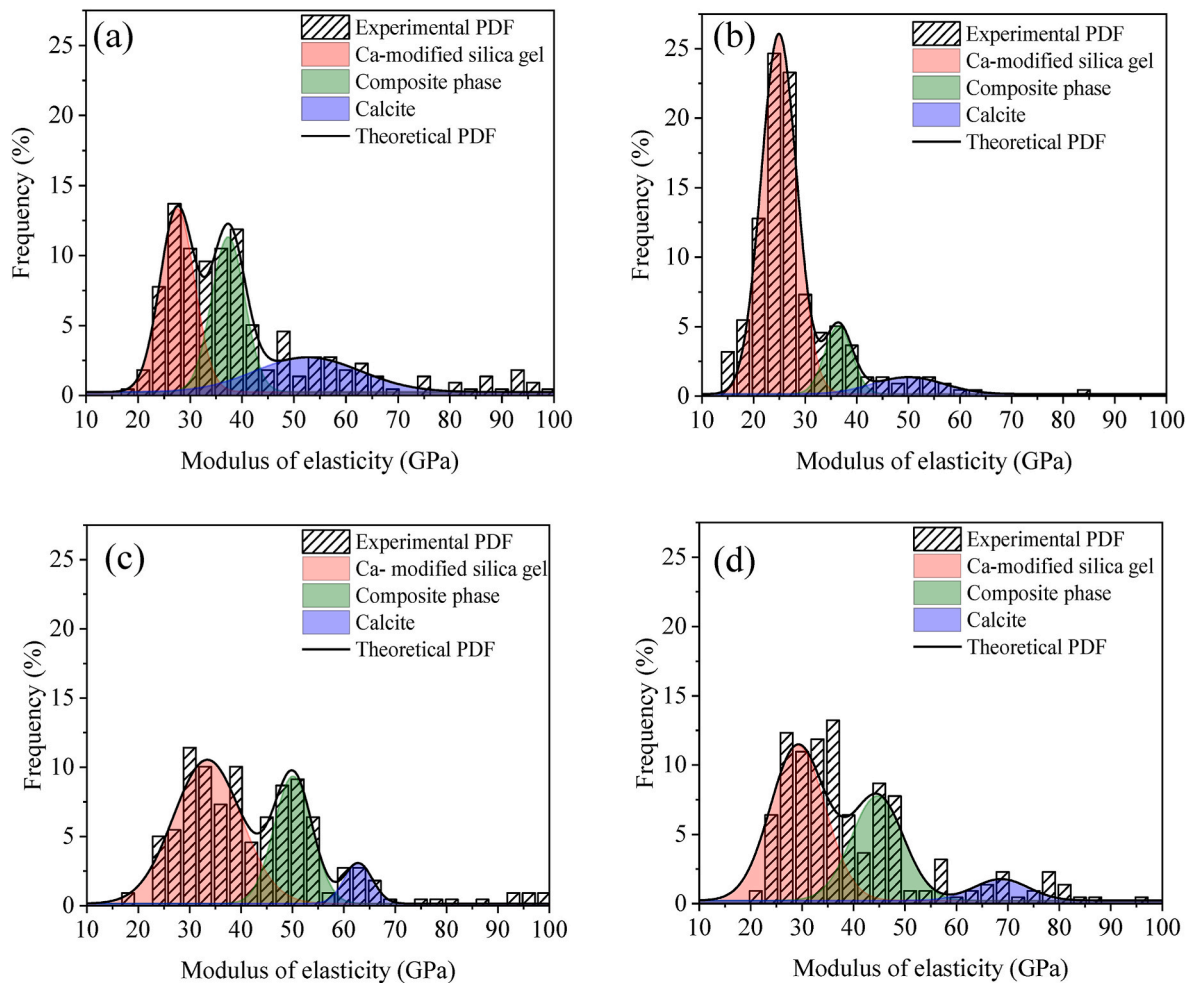 (a)
Experimental PDF
Ca-modified silica gel
Composite phase
Calcite
Theoretical PDF
Frequency (%)
25
20
15
10
5
0
10 20 30 40 50 60 70 80 90 100
Modulus of elasticity (GPa)
(b)
Experimental PDF
Ca-modified silica gel
Composite phase
Calcite
Theoretical PDF
Frequency (%)
25
20
15
10
5
0
10 20 30 40 50 60 70 80 90 100
Modulus of elasticity (GPa)
(c)
Experimental PDF
Ca- modified silica gel
Composite phase
Calcite
Theoretical PDF
Frequency (%)
25
20
15
10
5
0
10 20 30 40 50 60 70 80 90 100
Modulus of elasticity (GPa)
(d)
Experimental PDF
Ca-modified silica gel
Composite phase
Calcite
Theoretical PDF
Frequency (%)
25
20
15
10
5
0
10 20 30 40 50 60 70 80 90 100
Modulus of elasticity (GPa)